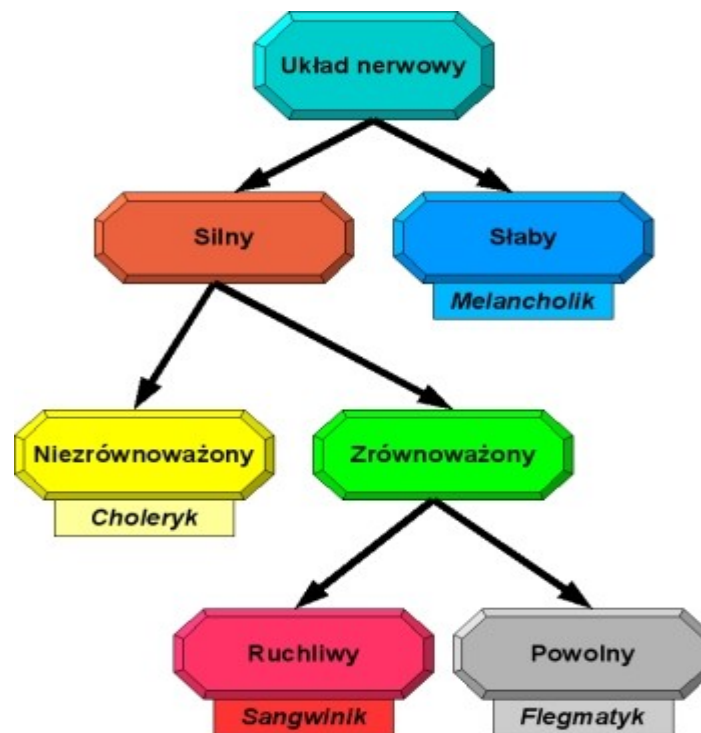 Układ nerwowy
Silny
Słaby
Melancholik
Niezrównoważony
Zrównoważony
Choleryk
Ruchliwy
Powolny
Sangwinik
Flegmatyk